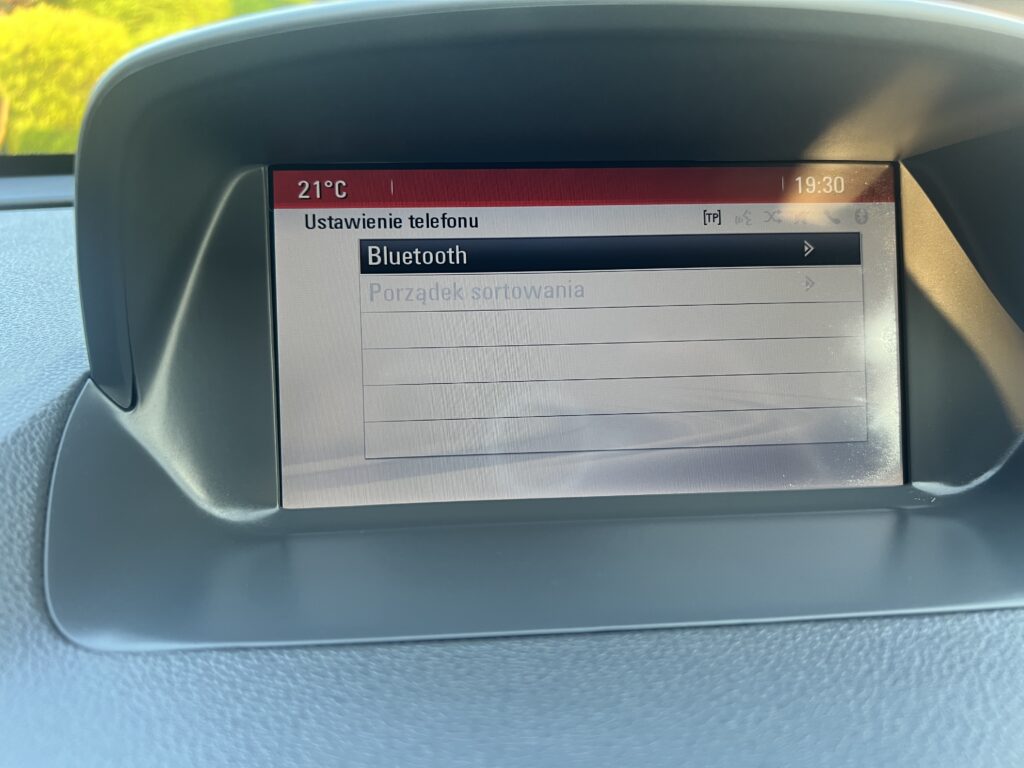 21°C
19:30
Ustawienie telefonu
[TP]
Bluetooth
Porządek sortowania